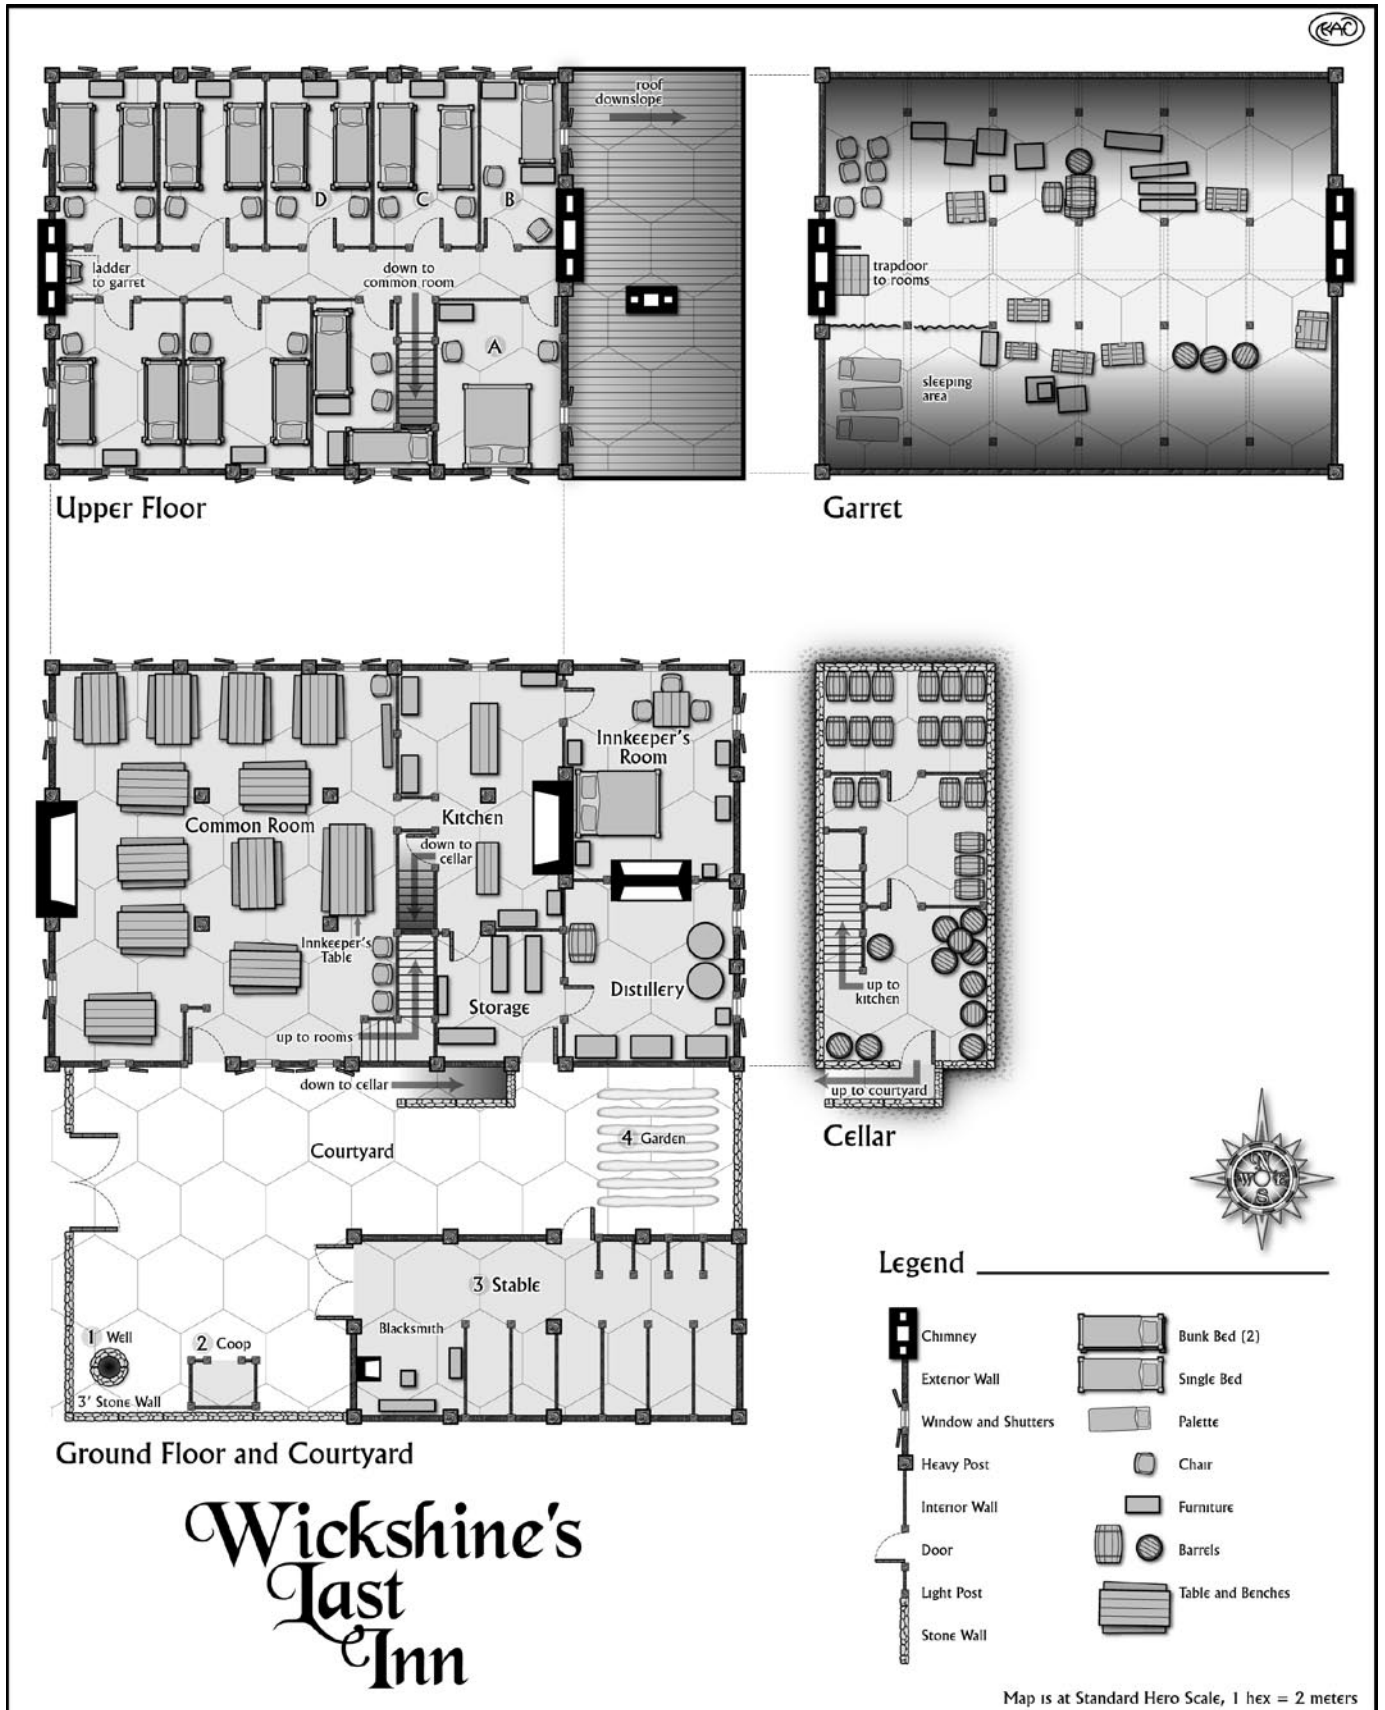 KAC
roof
downslope
D
C
B
ladder
to garret
down to
common room
A
trapdoor
to rooms
sleeping
area
Upper Floor
Garret
Innkeeper's
Room
Common Room
Kitchen
down to
cellar
Innkeeper's
Table
Storage
Distillery
up to rooms
up to
kitchen
down to cellar
up to courtyard
Cellar
Courtyard
4 Garden
N
W
E
S
Legend
3 Stable
Blacksmith
1 Well
2 Coop
3' Stone Wall
Ground Floor and Courtyard
Chimney
Exterior Wall
Window and Shutters
Heavy Post
Interior Wall
Door
Light Post
Stone Wall
Bunk Bed (2)
Single Bed
Palette
Chair
Furniture
Barrels
Table and Benches
Wickshine's
Last
Inn
Map is at Standard Hero Scale, 1 hex = 2 meters